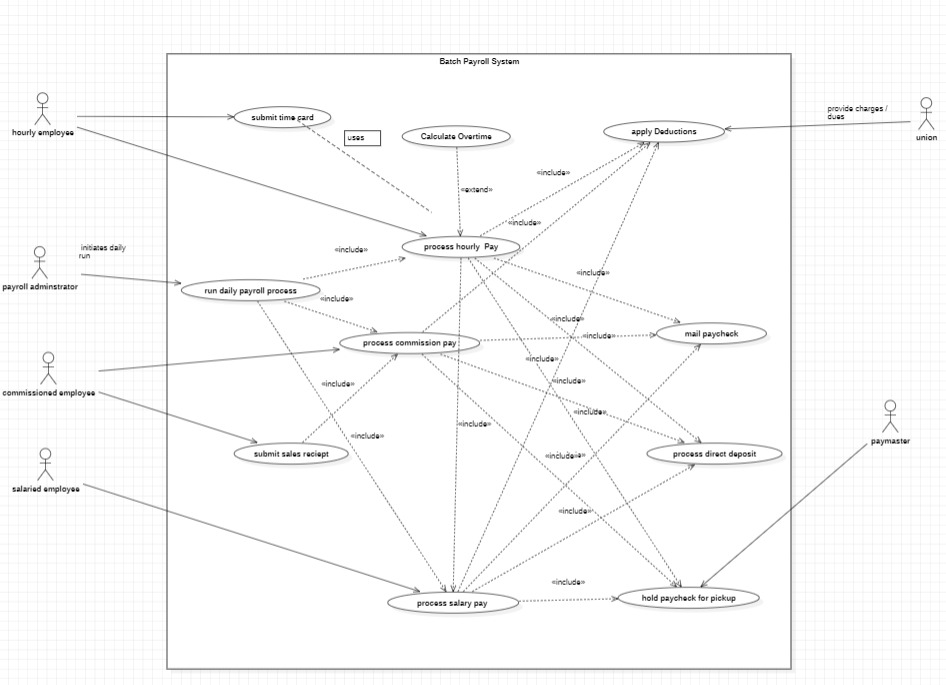 Batch Payroll System
hourly employee
submit time card
uses
Calculate Overtime
apply Deductions
provide charges /
dues
union
«include»
«extend»
«include»
process hourly Pay
initiates daily
run
payroll adminstrator
«include»
run daily payroll process
«include»
«include»
«include»
«include»
mail paycheck
process commission pay
«include»
commissioned employee
«include»
«include»
«include»
paymaster
«include»
«include»
submit sales reciept
process direct deposit
«include»
salaried employee
«include»
«include»
process salary pay
hold paycheck for pickup